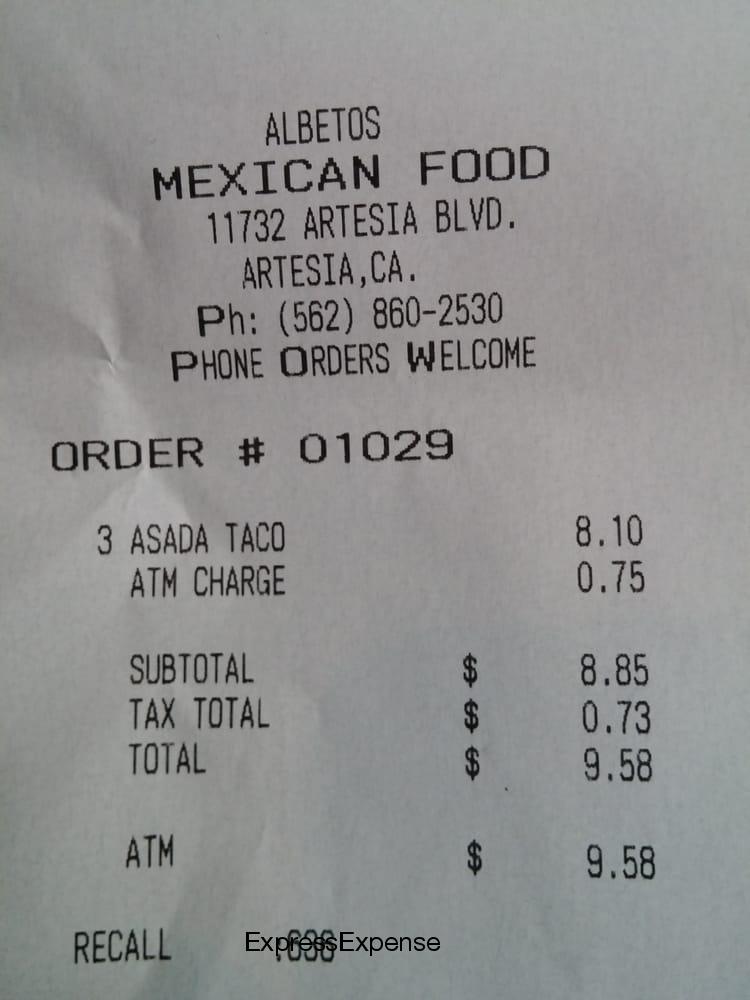 ALBETOS
MEXICAN FOOD
11732 ARTESIA BLVD.
ARTESIA,CA.
Ph: (562) 860-2530
PHONE ORDERS WELCOME
ORDER # 01029
3 ASADA TACO 8.10
ATM CHARGE 0.75
SUBTOTAL $ 8.85
TAX TOTAL $ 0.73
TOTAL $ 9.58
ATM $ 9.58
RECALL
ExpressExpense